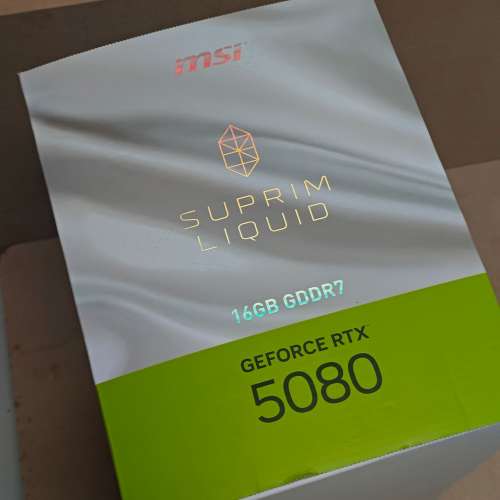 msi
SUPRIM
LIQUID
16GB GDDR7
GEFORCE RTX
5080